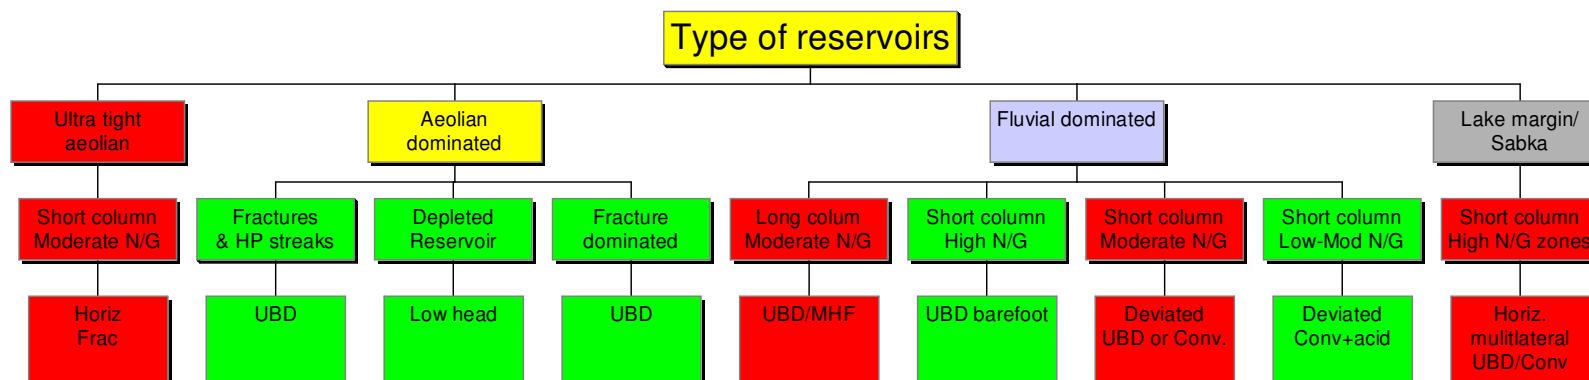 Type of reservoirs
Ultra tight
aeolian
Aeolian
dominated
Fluvial dominated
Lake margin/
Sabka
Short column
Moderate N/G
Fractures
& HP streaks
Depleted
Reservoir
Fracture
dominated
Long colum
Moderate N/G
Short column
High N/G
Short column
Moderate N/G
Short column
Low-Mod N/G
Short column
High N/G zones
Horiz
Frac
UBD
Low head
UBD
UBD/MHF
UBD barefoot
Deviated
UBD or Conv.
Deviated
Conv+acid
Horiz.
mulitlateral
UBD/Conv